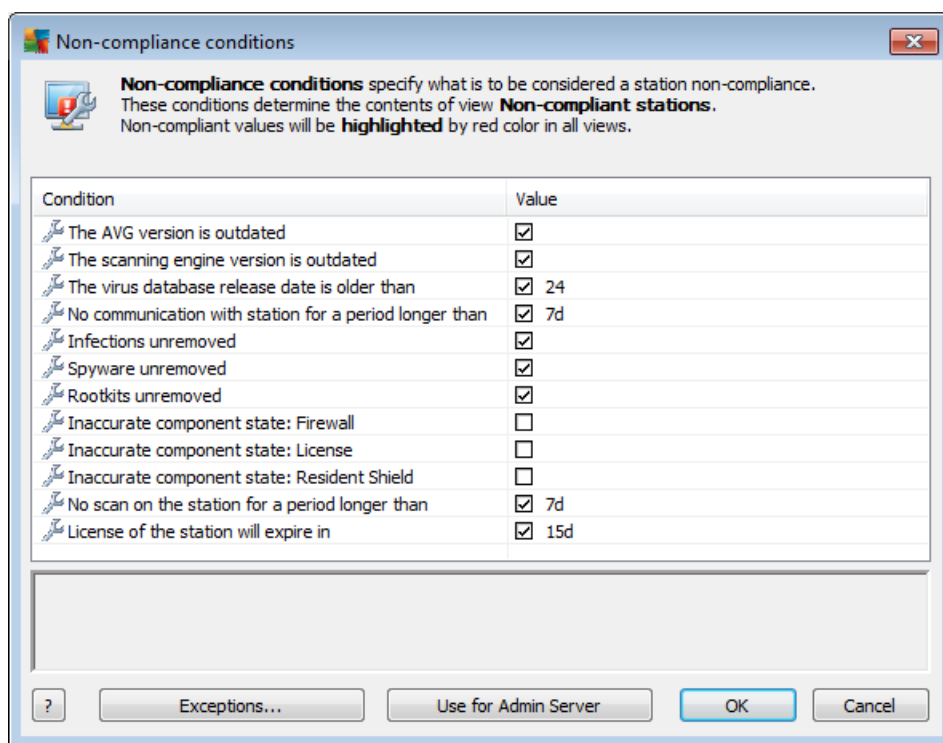 Non-compliance conditions
Non-compliance conditions specify what is to be considered a station non-compliance.
These conditions determine the contents of view Non-compliant stations.
Non-compliant values will be highlighted by red color in all views.
Condition Value
The AVG version is outdated
The scanning engine version is outdated
The virus database release date is older than 24
No communication with station for a period longer than 7d
Infections unremoved
Spyware unremoved
Rootkits unremoved
Inaccurate component state: Firewall
Inaccurate component state: License
Inaccurate component state: Resident Shield
No scan on the station for a period longer than 7d
License of the station will expire in 15d
? Exceptions... Use for Admin Server OK Cancel